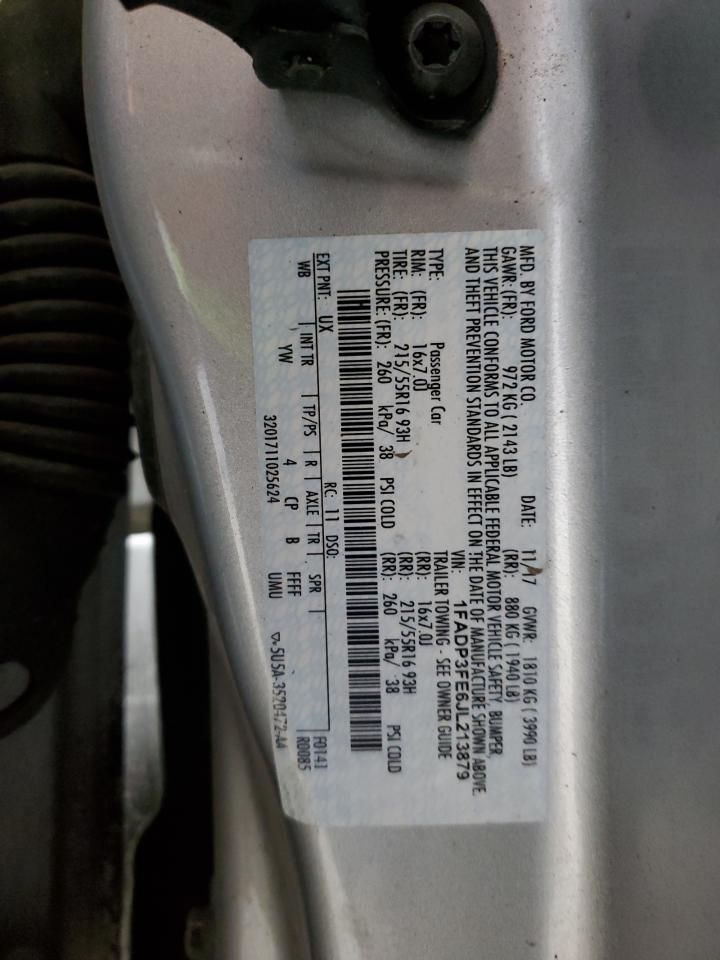 MFD. BY FORD MOTOR CO. DATE: 11/17 GVWR: 1810 KG ( 3990 LB)
GAWR: (FR): 972 KG ( 2143 LB) (RR): 880 KG ( 1940 LB)
THIS VEHICLE CONFORMS TO ALL APPLICABLE FEDERAL MOTOR VEHICLE SAFETY, BUMPER,
AND THEFT PREVENTION STANDARDS IN EFFECT ON THE DATE OF MANUFACTURE SHOWN ABOVE.
VIN: 1FADP3FE6JL213879
TYPE: Passenger Car TRAILER TOWING - SEE OWNER GUIDE
RIM: (FR): 16x7.0J (RR): 16x7.0J
TIRE: (FR): 215/55R16 93H (RR): 215/55R16 93H
PRESSURE: (FR): 260 kPa/ 38 PSI COLD (RR): 260 kPa/ 38 PSI COLD
EXT PNT: UX RC: 11 DSO: F0141
WB INT TR TP/PS R AXLE TR SPR R0085
YW 4 CP B FFFF
3201711025624 UMU 5U5A-3520472-AA